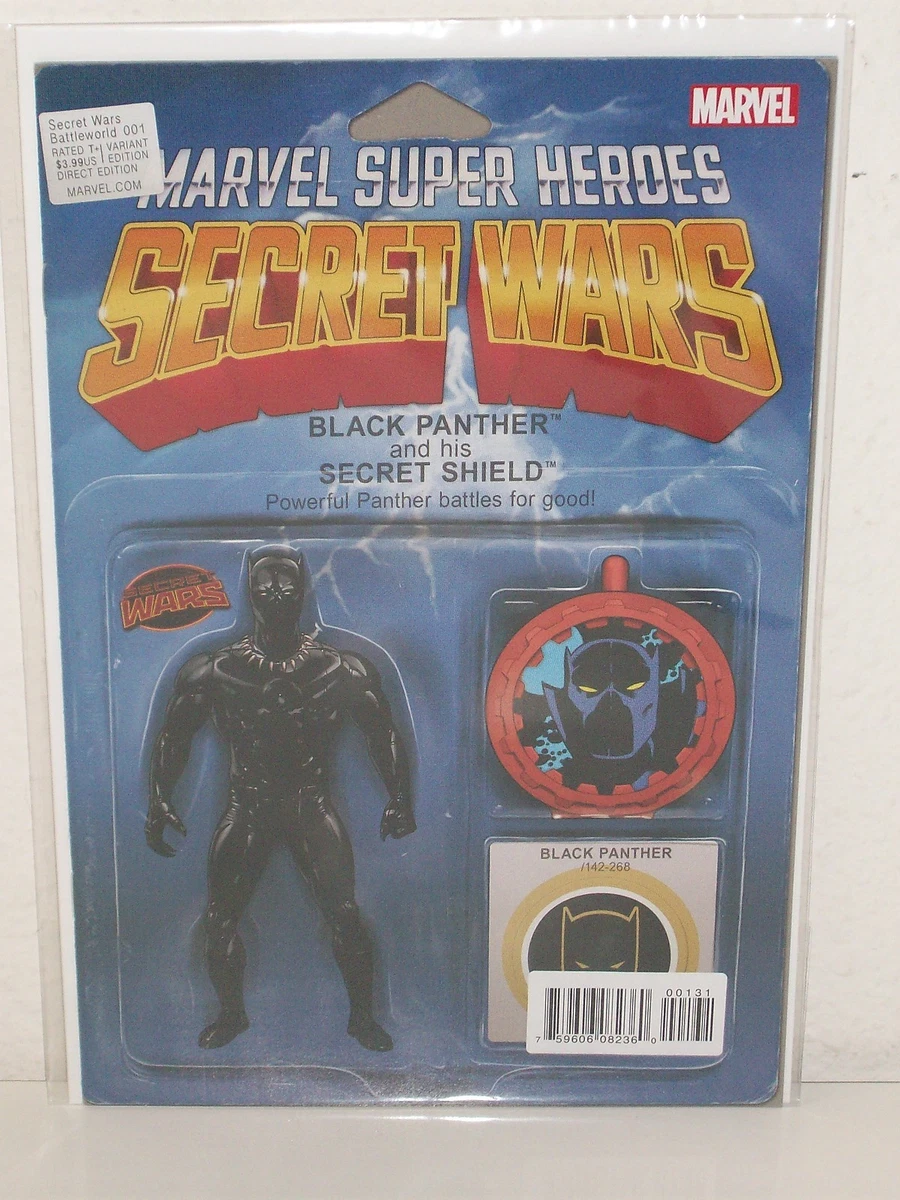 MARVEL
Secret Wars
Battleworld 001
RATED T+ VARIANT
$3.99US EDITION
DIRECT EDITION
MARVEL.COM
MARVEL SUPER HEROES
SECRET WARS
BLACK PANTHER™
and his
SECRET SHIELD™
Powerful Panther battles for good!
SECRET
WARS
BLACK PANTHER
/142-268
00131
7 59606 08236 0